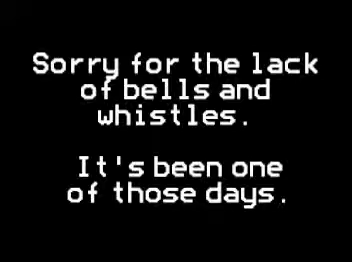 Sorry for the lack
of bells and
whistles.
It's been one
of those days.